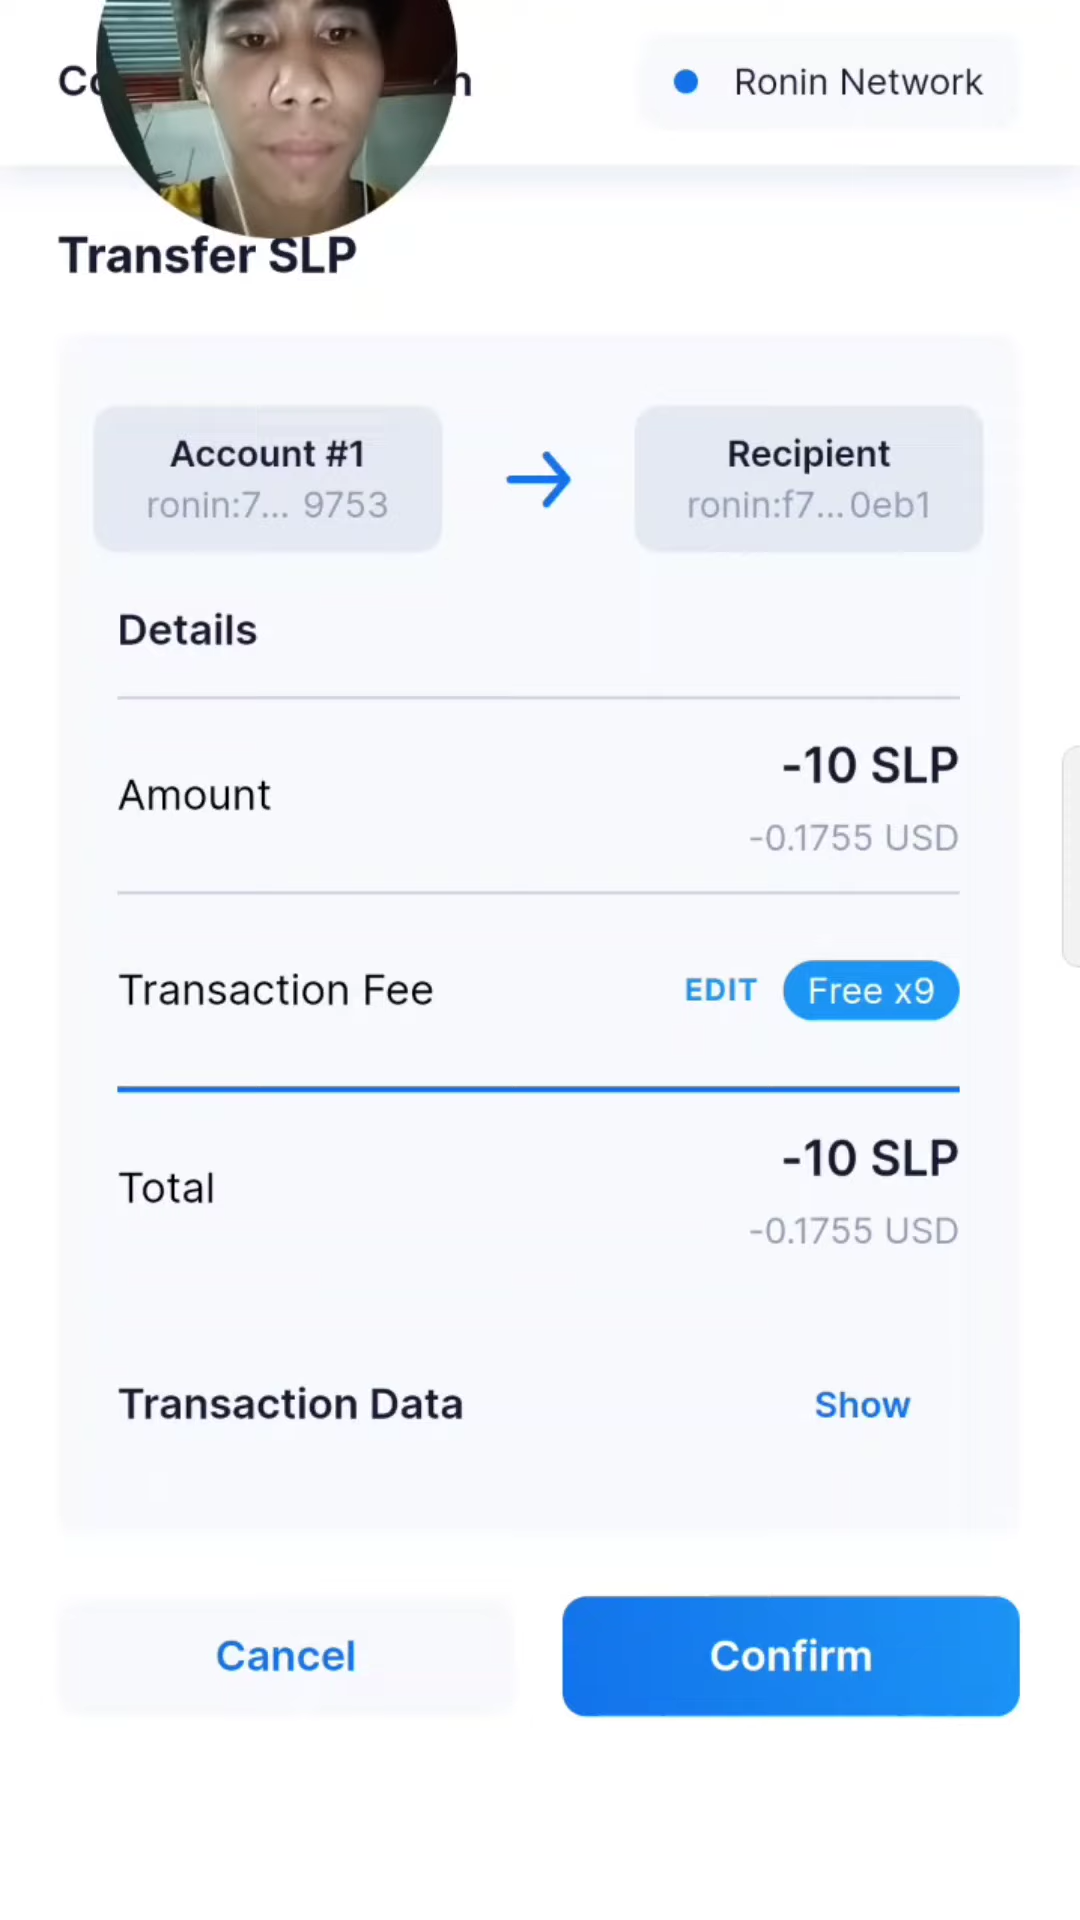 Ronin Network
Transfer SLP
Account #1
ronin:7... 9753
Recipient
ronin:f7...0eb1
Details
Amount
-10 SLP
-0.1755 USD
Transaction Fee
EDIT
Free x9
Total
-10 SLP
-0.1755 USD
Transaction Data
Show
Cancel
Confirm